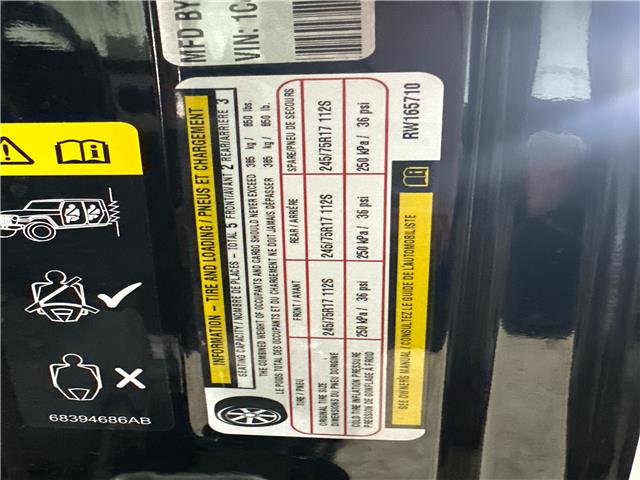 MFD BY
VIN: 1C
INFORMATION – TIRE AND LOADING / PNEUS ET CHARGEMENT
SEATING CAPACITY / NOMBRE DE PLACES – TOTAL 5 FRONT/AVANT 2 REAR/ARRIÈRE 3
THE COMBINED WEIGHT OF OCCUPANTS AND CARGO SHOULD NEVER EXCEED 385 kg / 850 lbs.
LE POIDS TOTAL DES OCCUPANTS ET DU CHARGEMENT NE DOIT JAMAIS DÉPASSER 385 kg / 850 lb.
TIRE / PNEU FRONT / AVANT REAR / ARRIÈRE SPARE/PNEU DE SECOURS
ORIGINAL TIRE SIZE
DIMENSIONS DU PNEU D'ORIGINE
245/75R17 112S 245/75R17 112S 245/75R17 112S
COLD TIRE INFLATION PRESSURE
PRESSION DE GONFLAGE À FROID
250 kPa / 36 psi 250 kPa / 36 psi 250 kPa / 36 psi
SEE OWNERS MANUAL / CONSULTEZ LE GUIDE DE L'AUTOMOBILISTE
RW165710
68394686AB